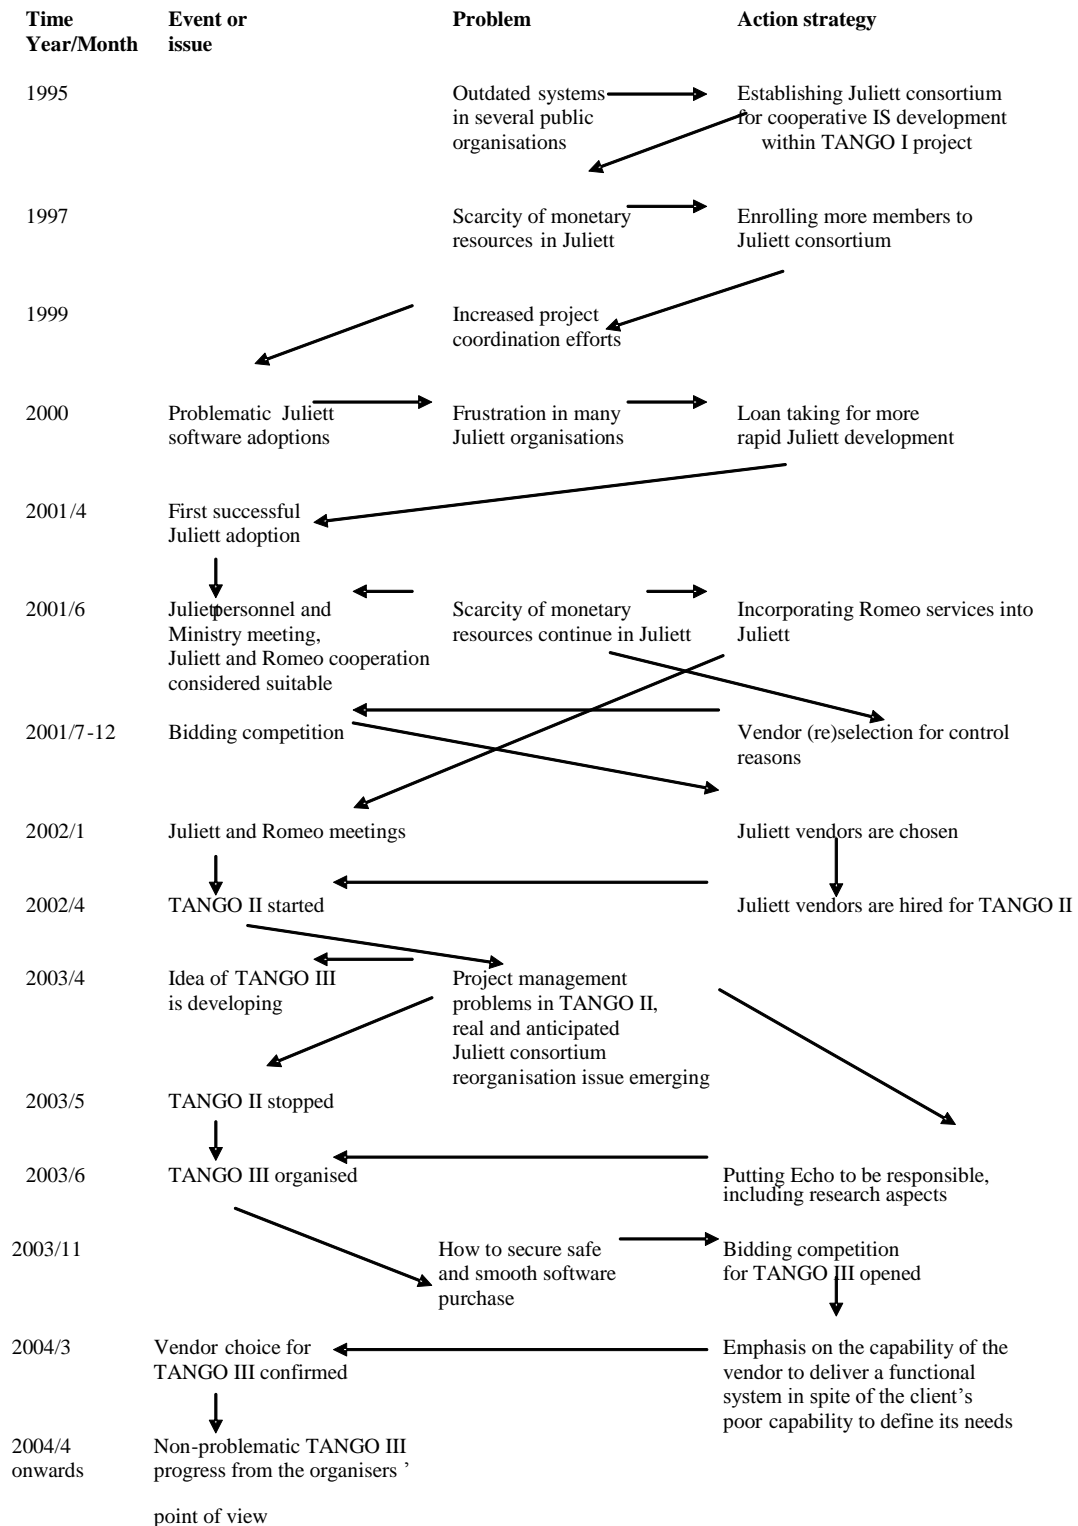 Time Event or Problem Action strategy
Year/Month issue
1995 Outdated systems Establishing Juliett consortium
in several public for cooperative IS development
organisations within TANGO I project
1997 Scarcity of monetary Enrolling more members to
resources in Juliett Juliett consortium
1999 Increased project
coordination efforts
2000 Problematic Juliett Frustration in many Loan taking for more
software adoptions Juliett organisations rapid Juliett development
2001/4 First successful
Juliett adoption
2001/6 Juliett personnel and Scarcity of monetary Incorporating Romeo services into
Ministry meeting, resources continue in Juliett Juliett
Juliett and Romeo cooperation
considered suitable
2001/7-12 Bidding competition Vendor (re)selection for control
reasons
2002/1 Juliett and Romeo meetings Juliett vendors are chosen
2002/4 TANGO II started Juliett vendors are hired for TANGO II
2003/4 Idea of TANGO III Project management
is developing problems in TANGO II,
real and anticipated
Juliett consortium
reorganisation issue emerging
2003/5 TANGO II stopped
2003/6 TANGO III organised Putting Echo to be responsible,
including research aspects
2003/11 How to secure safe Bidding competition
and smooth software for TANGO III opened
purchase
2004/3 Vendor choice for Emphasis on the capability of the
TANGO III confirmed vendor to deliver a functional
system in spite of the client's
poor capability to define its needs
2004/4 Non-problematic TANGO III
onwards progress from the organisers '
point of view